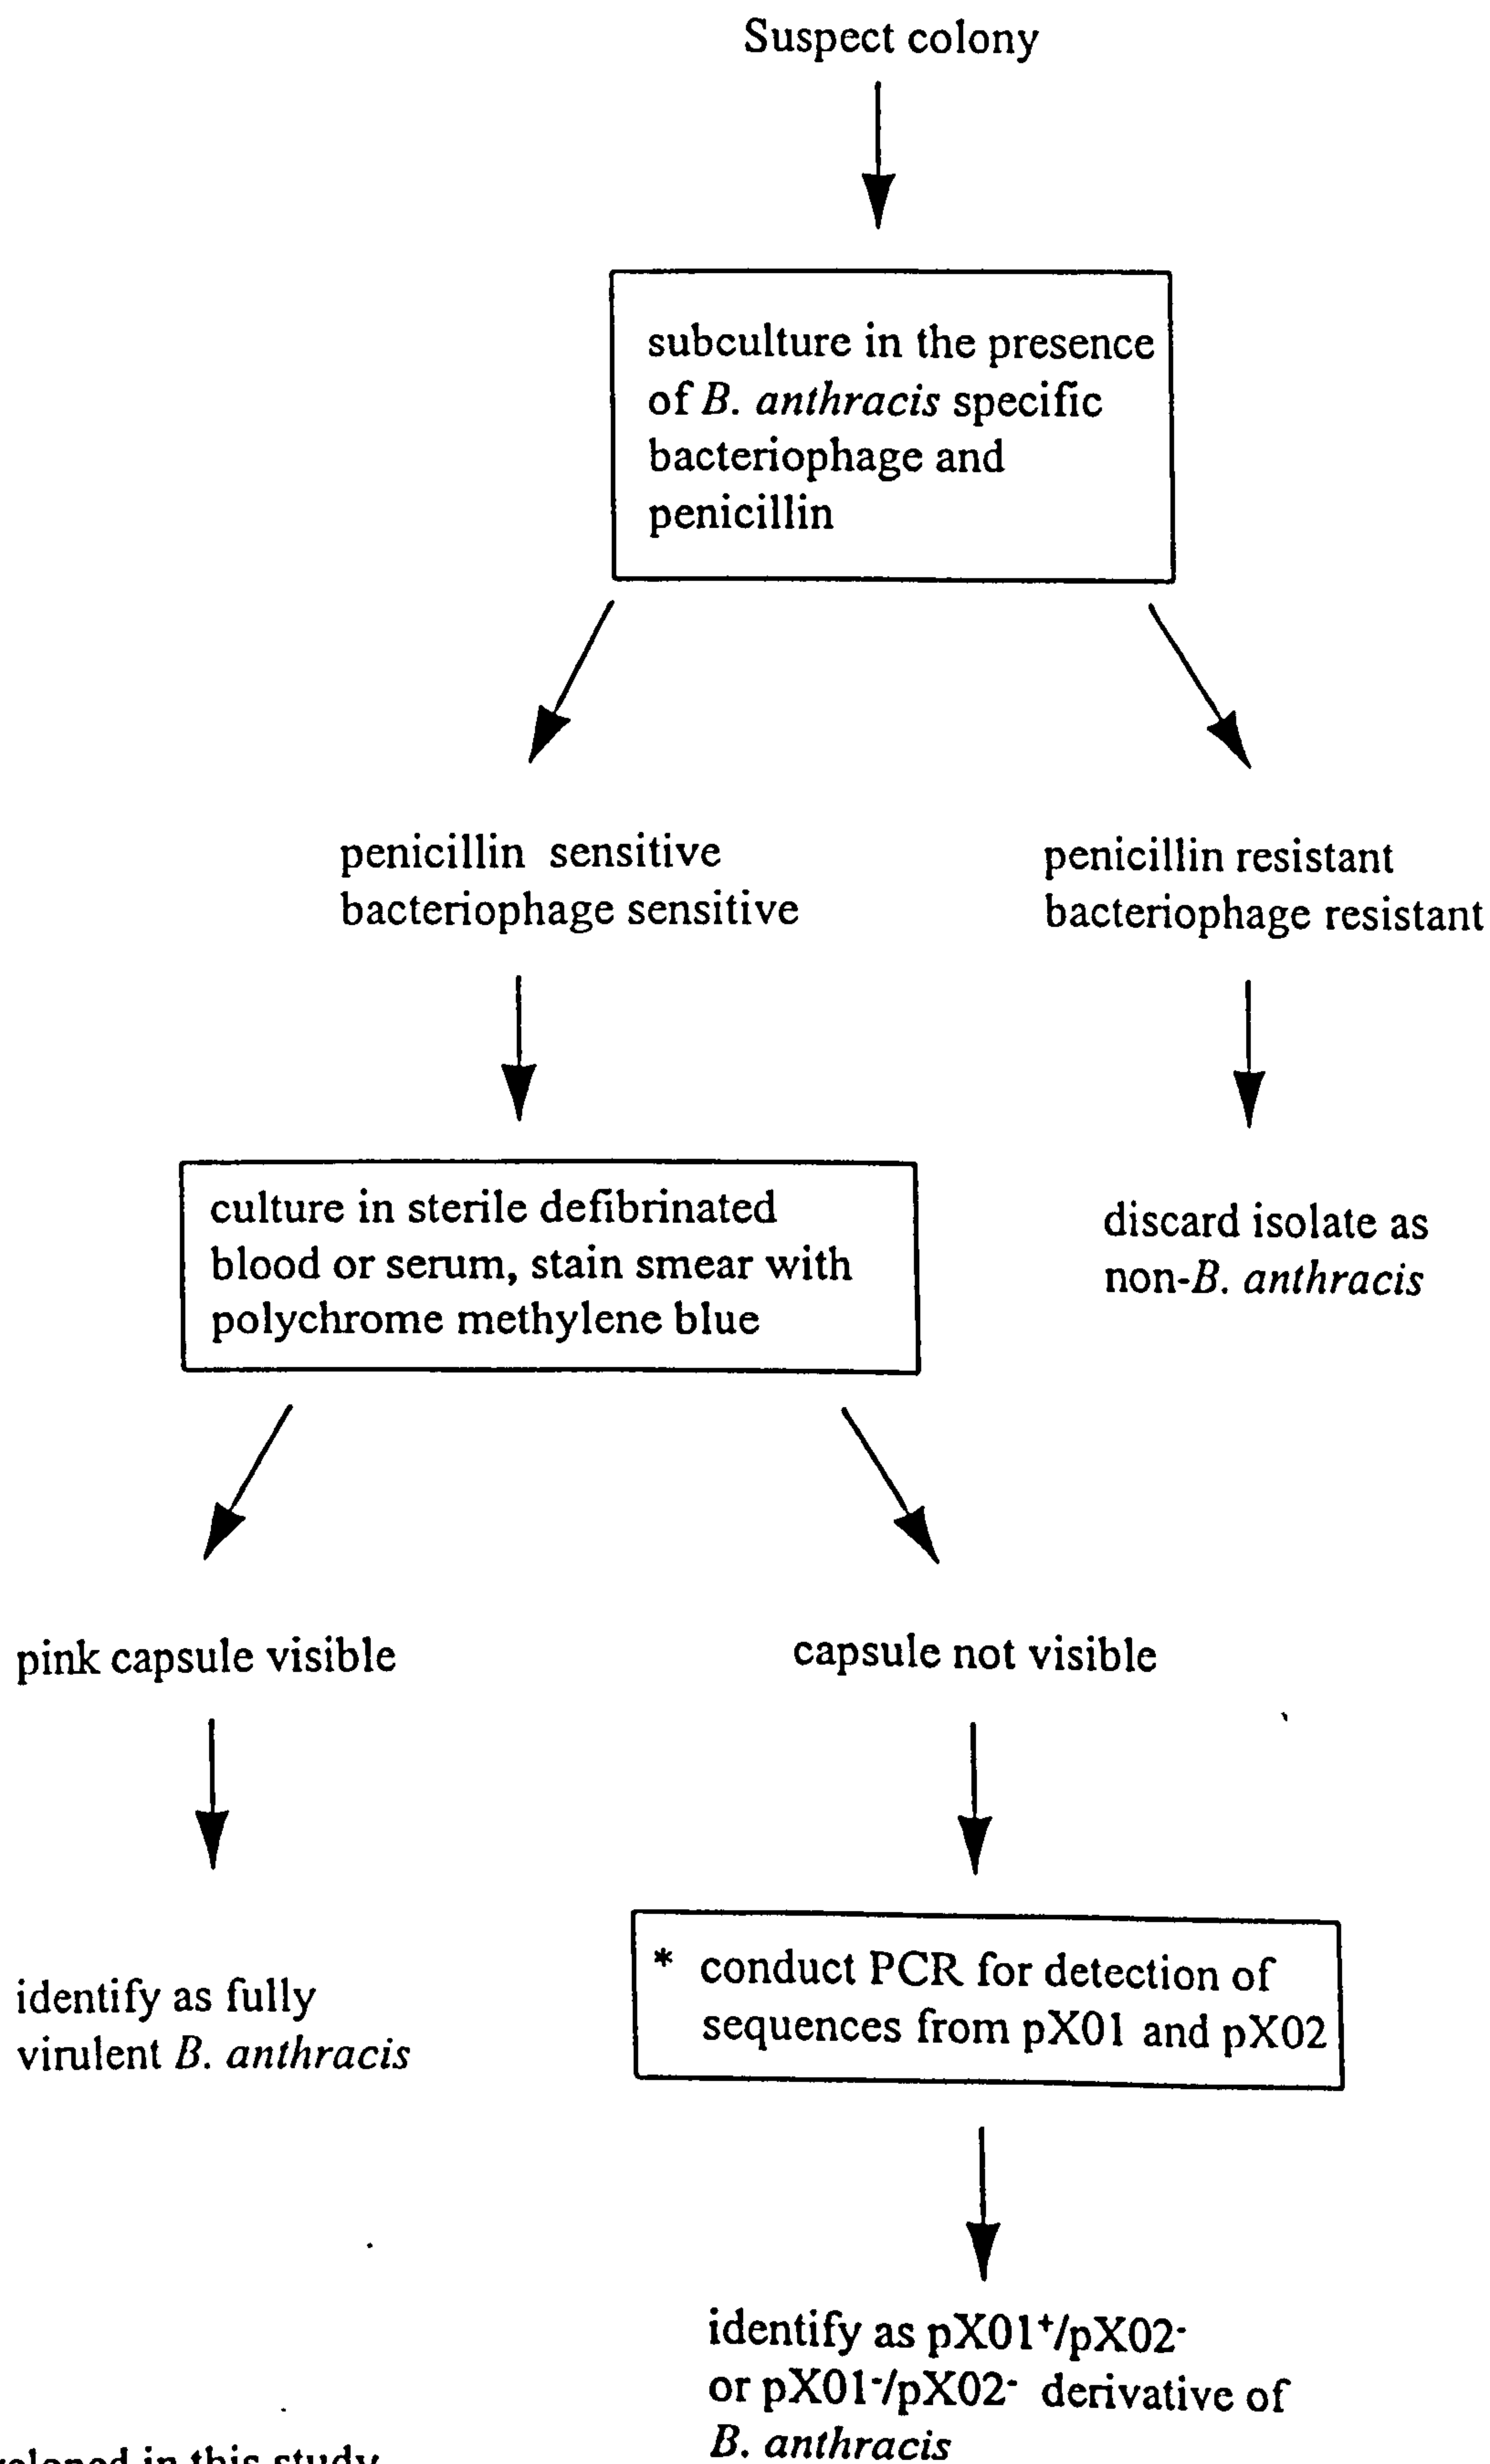 Suspect colony
subculture in the presence
of B. anthracis specific
bacteriophage and
penicillin
penicillin sensitive
bacteriophage sensitive
penicillin resistant
bacteriophage resistant
culture in sterile defibrinated
blood or serum, stain smear with
polychrome methylene blue
discard isolate as
non-B. anthracis
pink capsule visible
capsule not visible
identify as fully
virulent B. anthracis
* conduct PCR for detection of
sequences from pX01 and pX02
identify as pX01⁺/pX02⁻
or pX01⁻/pX02⁻ derivative of
B. anthracis
in this study